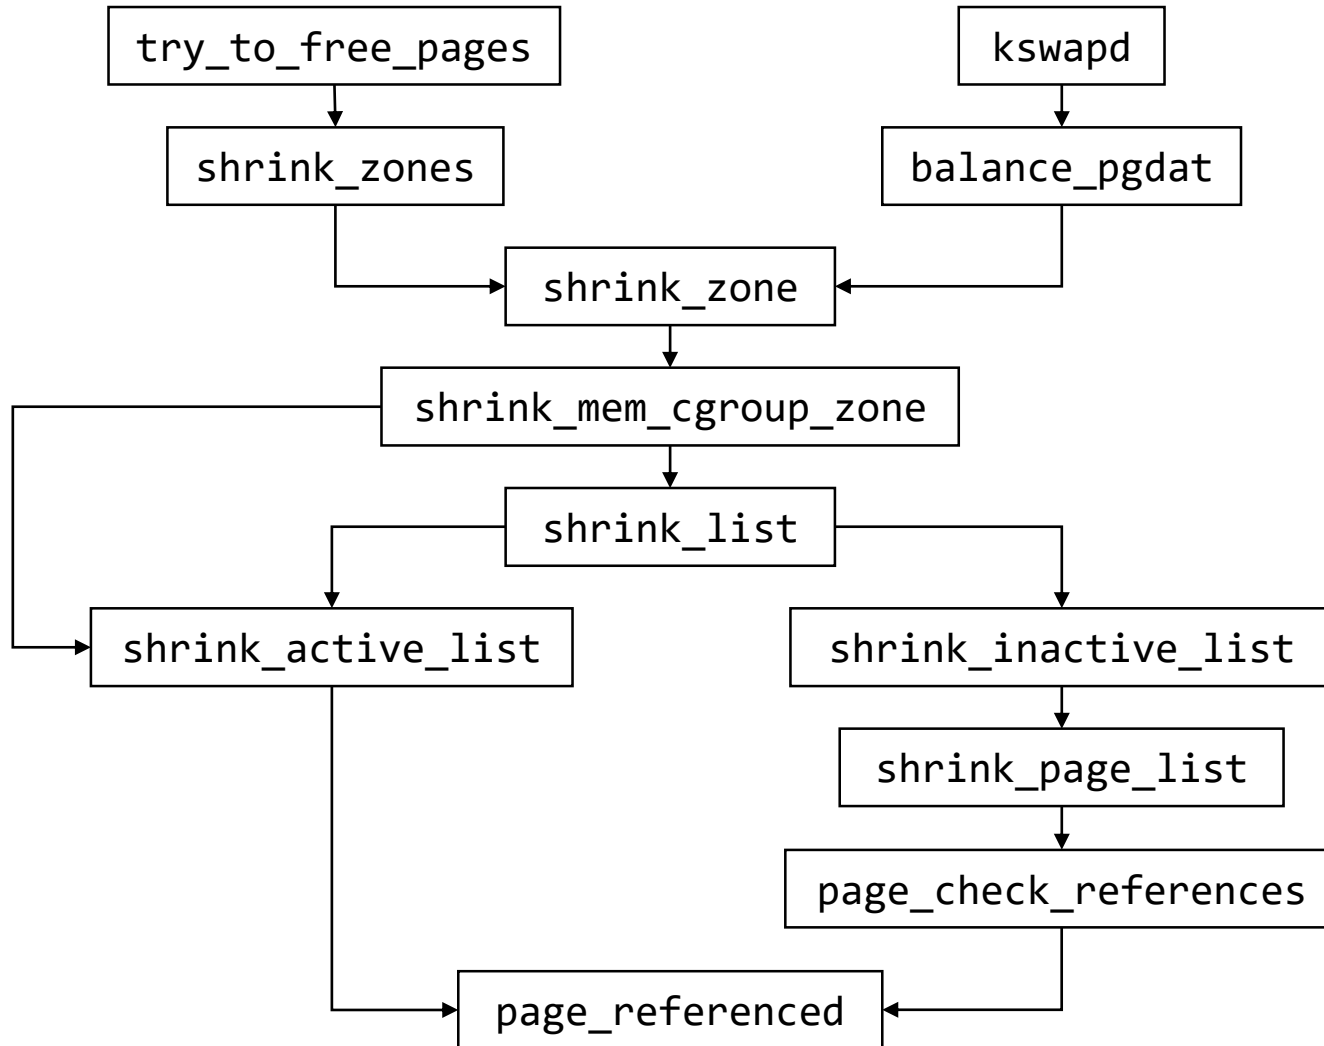 try_to_free_pages
kswapd
shrink_zones
balance_pgdat
shrink_zone
shrink_mem_cgroup_zone
shrink_list
shrink_active_list
shrink_inactive_list
shrink_page_list
page_check_references
page_referenced